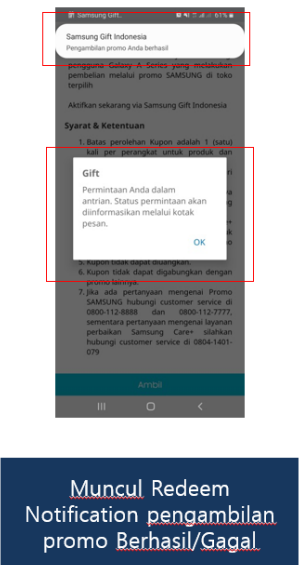 Samsung Gift.
61%
Samsung Gift Indonesia
Pengambilan promo Anda berhasil
pengguna Galaxy A Series yang melakukan
pembelian melalui promo SAMSUNG di toko
terpilih
Aktifkan sekarang via Samsung Gift Indonesia
Syarat & Ketentuan
1. Batas perolehan Kupon adalah 1 (satu)
kali per perangkat untuk produk dan
Gift
Permintaan Anda dalam
antrian. Status permintaan akan
diinformasikan melalui kotak
pesan.
OK
5. Kupon tidak dapat diuangkan.
6. Kupon tidak dapat digabungkan dengan
promo lainnya.
7. Jika ada pertanyaan mengenai Promo
SAMSUNG hubungi customer service di
0800-112-8888 dan 0800-112-7777,
sementara pertanyaan mengenai layanan
perbaikan Samsung Care+ silahkan
hubungi customer service di 0804-1401-
079
Ambil
Muncul Redeem
Notification pengambilan
promo Berhasil/Gagal